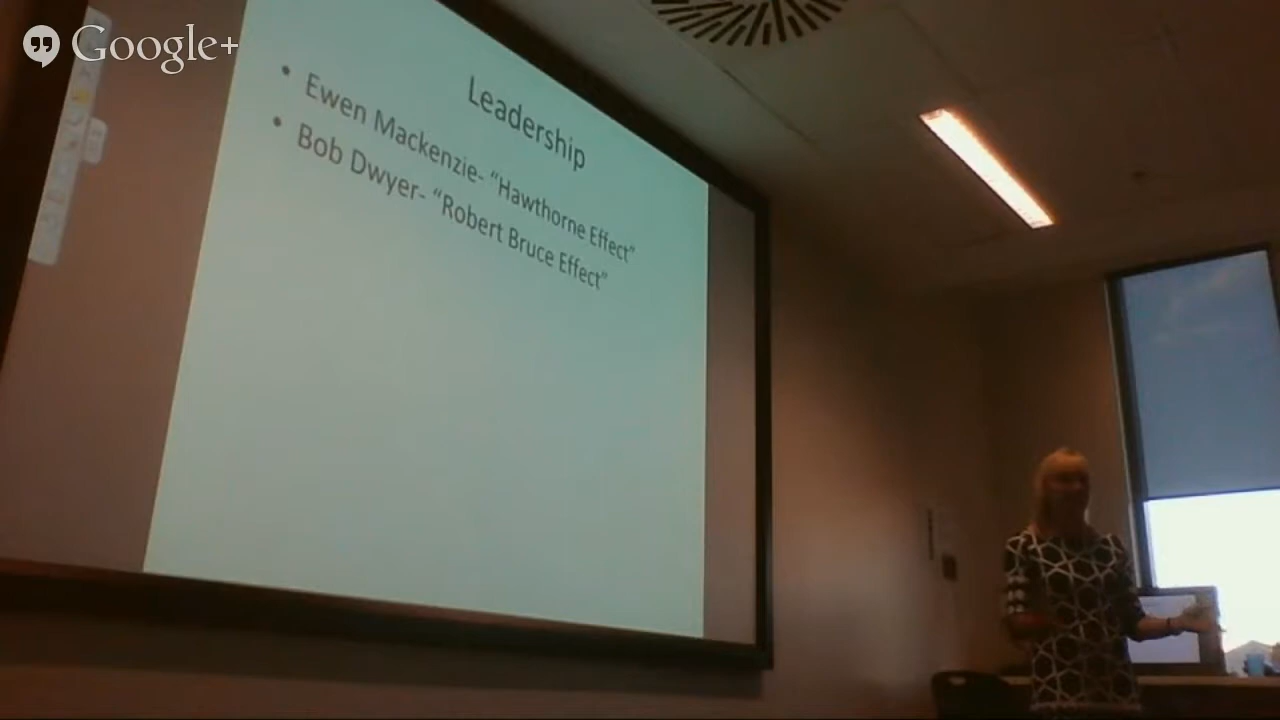 Google+
Leadership
• Ewen Mackenzie- “Hawthorne Effect”
• Bob Dwyer- “Robert Bruce Effect”